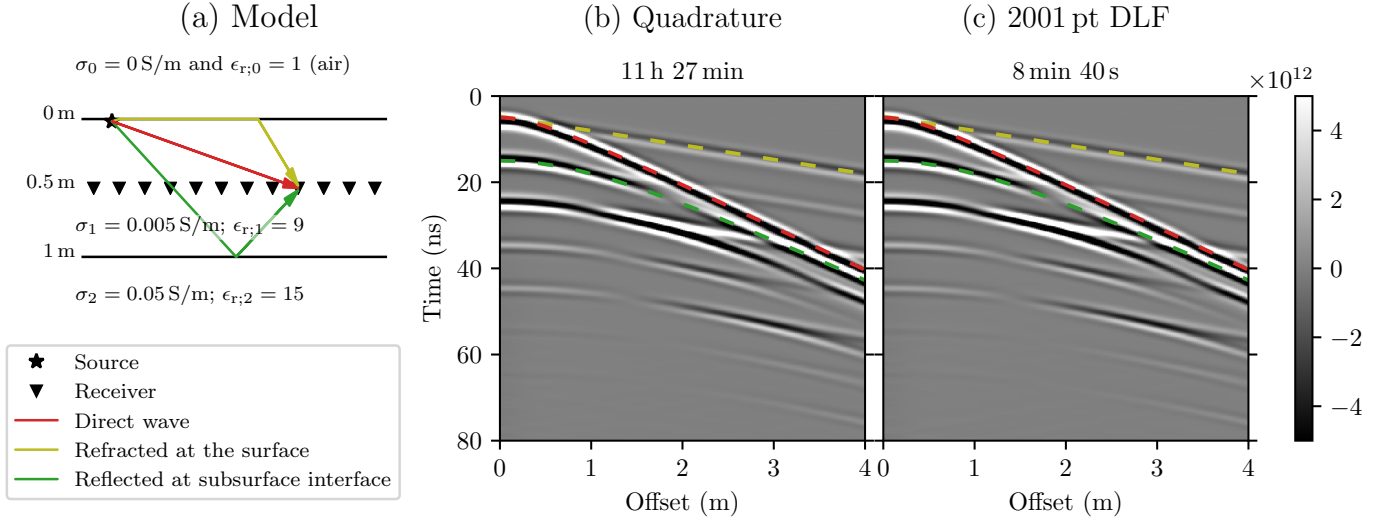 (a) Model
σ₀ = 0 S/m and ϵ_r;0 = 1 (air)
0 m
0.5 m
σ₁ = 0.005 S/m; ϵ_r;1 = 9
1 m
σ₂ = 0.05 S/m; ϵ_r;2 = 15
Source
Receiver
Direct wave
Refracted at the surface
Reflected at subsurface interface
(b) Quadrature
11 h 27 min
Time (ns)
0
20
40
60
80
0 1 2 3 4
Offset (m)
(c) 2001 pt DLF
8 min 40 s
0 1 2 3 4
Offset (m)
×10¹²
4
2
0
−2
−4